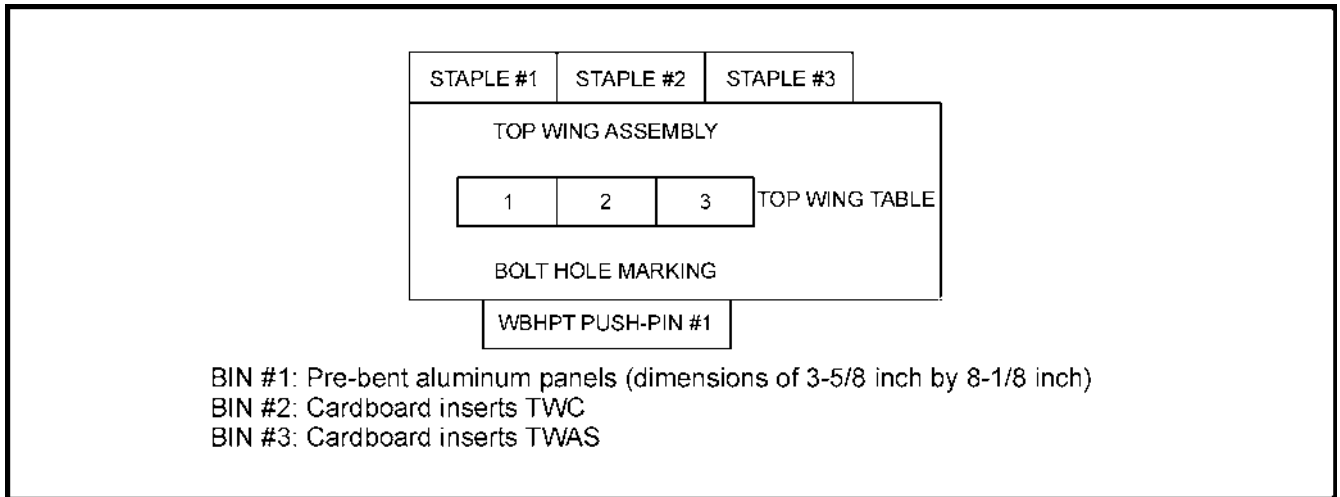 STAPLE #1 STAPLE #2 STAPLE #3
TOP WING ASSEMBLY
1 2 3 TOP WING TABLE
BOLT HOLE MARKING
WBHPT PUSH-PIN #1
BIN #1: Pre-bent aluminum panels (dimensions of 3-5/8 inch by 8-1/8 inch)
BIN #2: Cardboard inserts TWC
BIN #3: Cardboard inserts TWAS